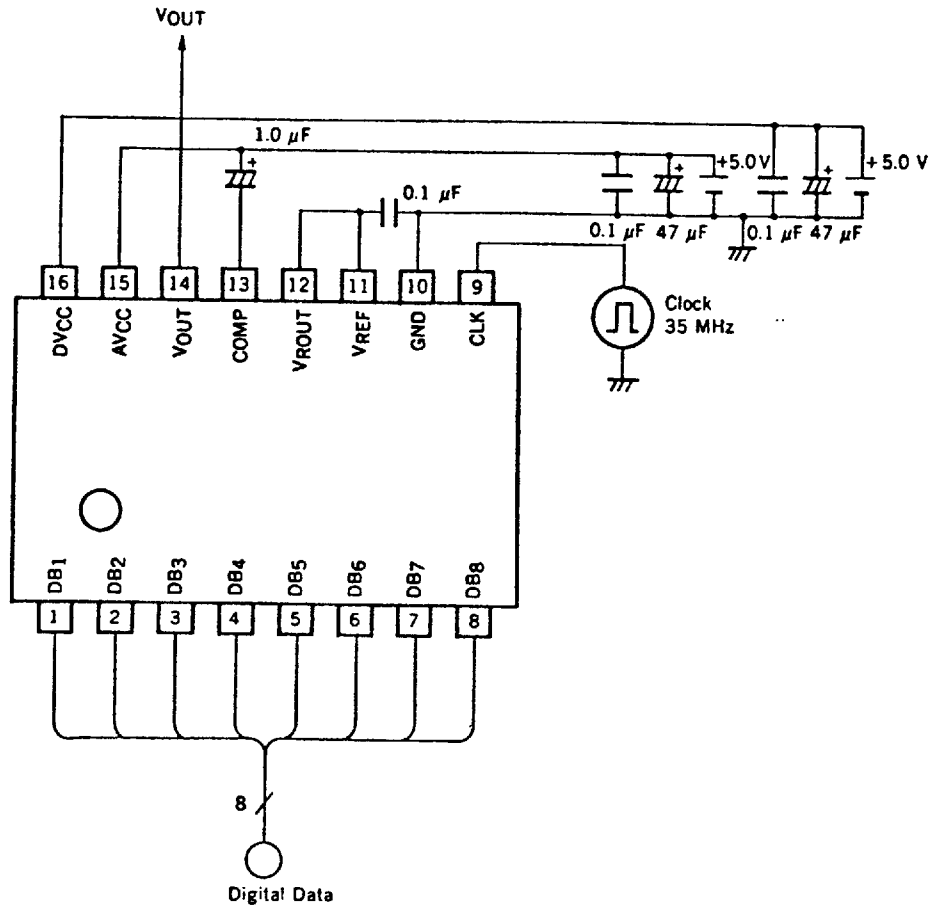 VOUT
1.0 µF
+5.0 V
+5.0 V
0.1 µF
0.1 µF 47 µF
0.1 µF 47 µF
16 15 14 13 12 11 10 9
DVCC AVCC VOUT COMP VROUT VREF GND CLK
Clock
35 MHz
DB1 DB2 DB3 DB4 DB5 DB6 DB7 DB8
1 2 3 4 5 6 7 8
8
Digital Data